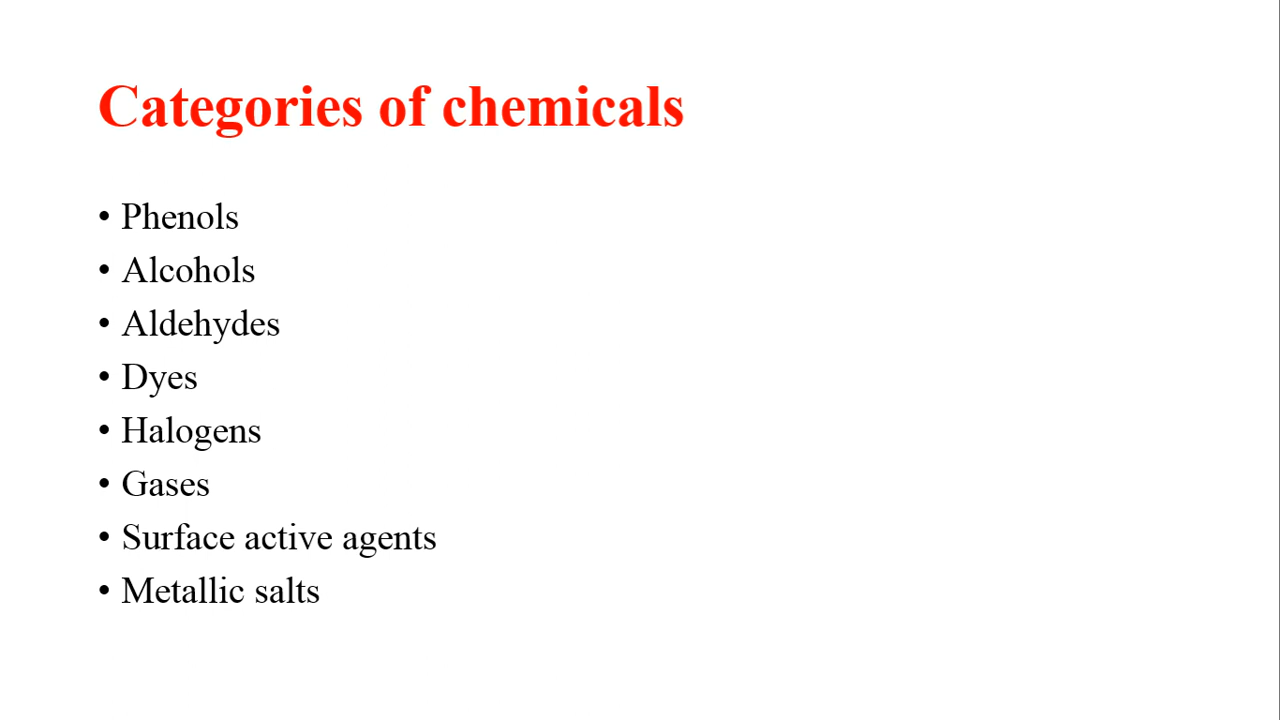 Categories of chemicals
• Phenols
• Alcohols
• Aldehydes
• Dyes
• Halogens
• Gases
• Surface active agents
• Metallic salts